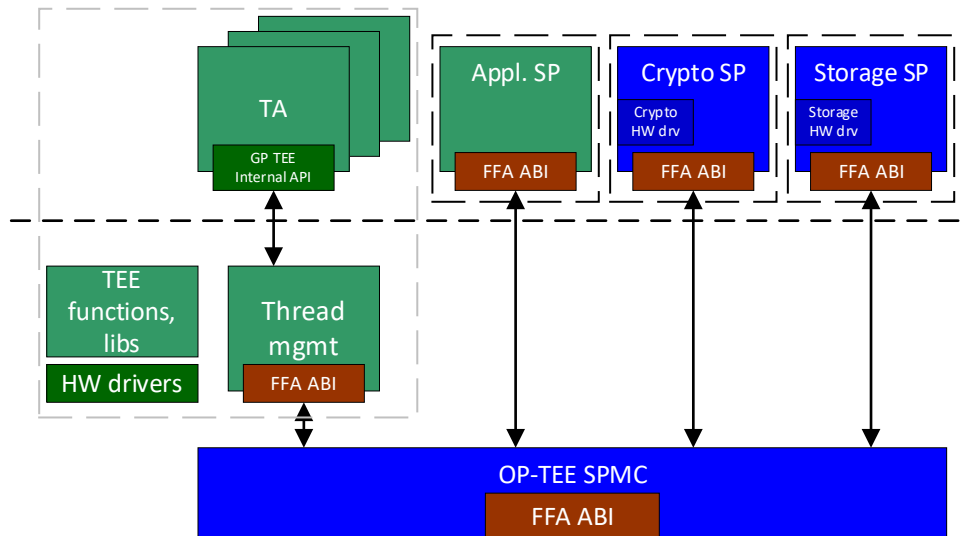 TA
GP TEE
Internal API
Appl. SP
FFA ABI
Crypto SP
Crypto
HW drv
FFA ABI
Storage SP
Storage
HW drv
FFA ABI
TEE
functions,
libs
HW drivers
Thread
mgmt
FFA ABI
OP-TEE SPMC
FFA ABI